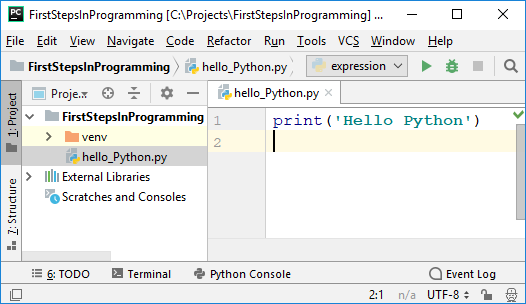 FirstStepsInProgramming [C:\Projects\FirstStepsInProgramming] ...
File Edit View Navigate Code Refactor Run Tools VCS Window Help
FirstStepsInProgramming hello_Python.py expression
1: Project
Proje..
hello_Python.py
FirstStepsInProgramming
venv
hello_Python.py
External Libraries
Scratches and Consoles
7: Structure
1 print('Hello Python')
2
6: TODO Terminal Python Console Event Log
2:1 n/a UTF-8